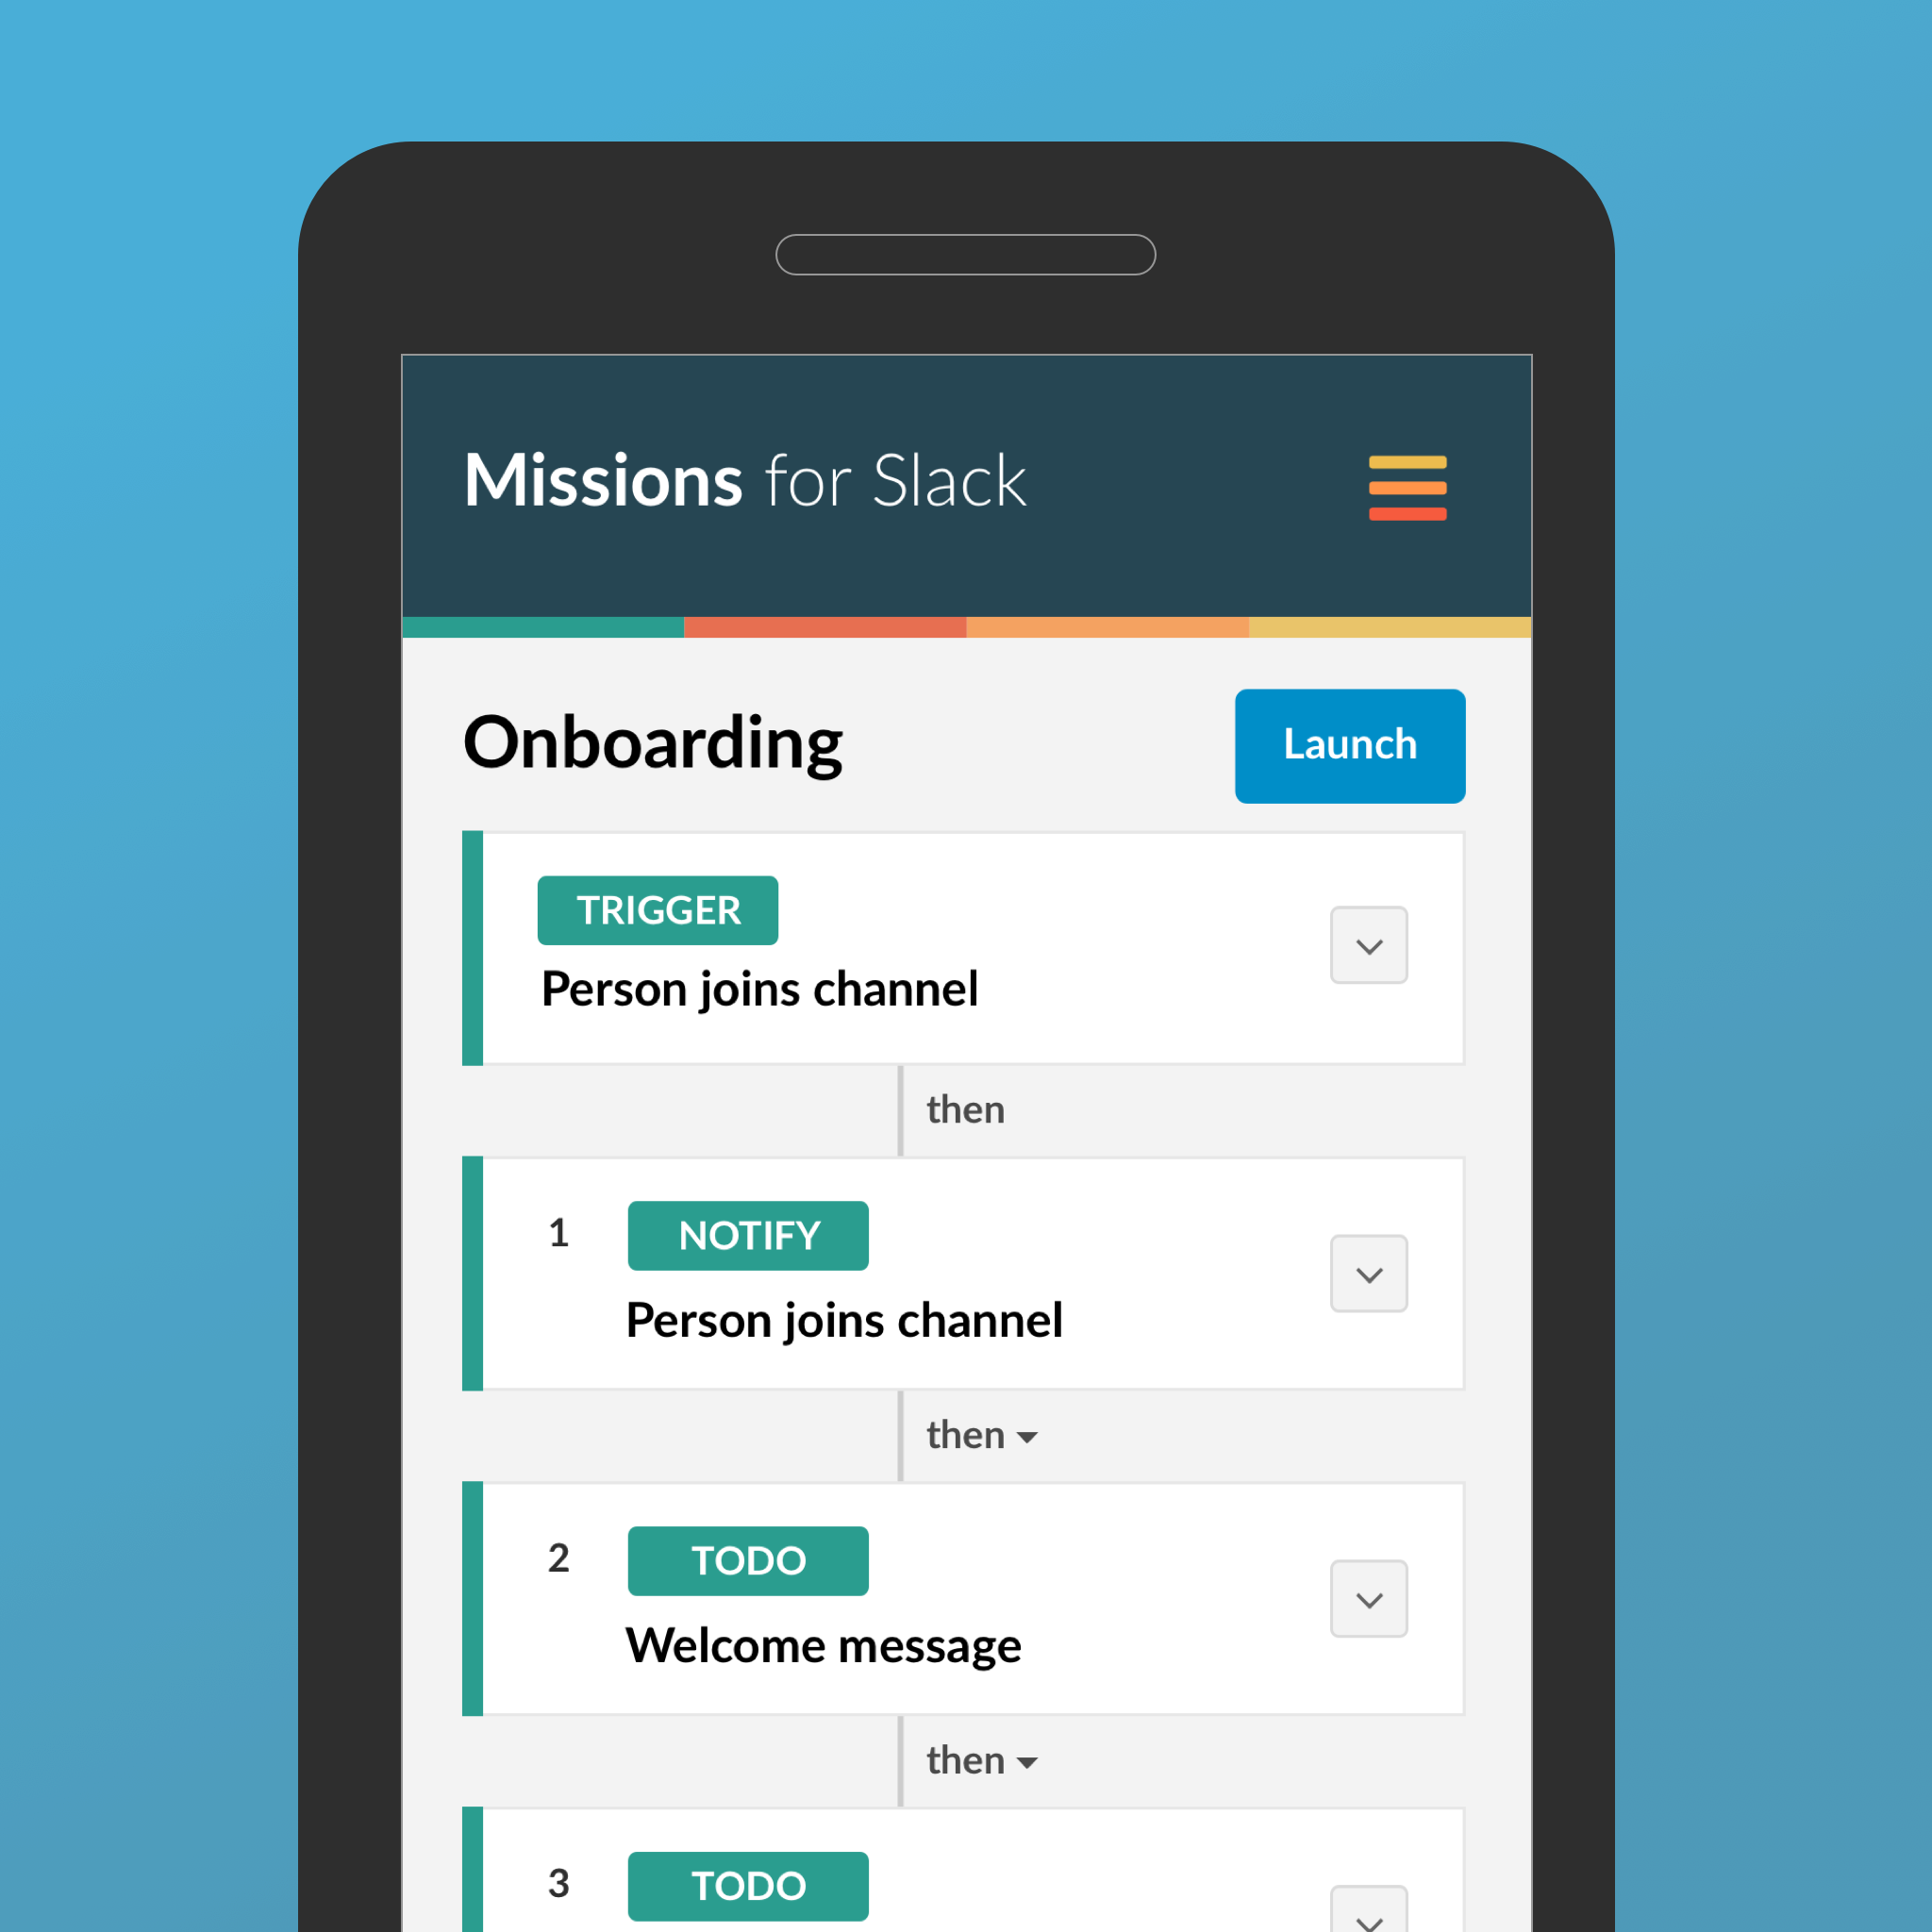 Missions for Slack
Onboarding
Launch
TRIGGER
Person joins channel
then
1 NOTIFY
Person joins channel
then
2 TODO
Welcome message
then
3 TODO